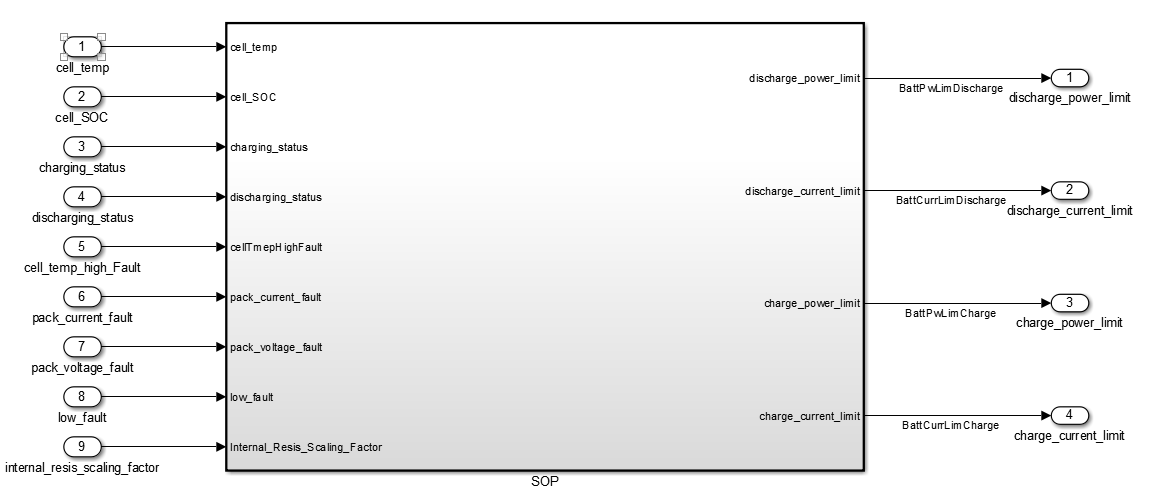 1
cell_temp
cell_temp
2
cell_SOC
cell_SOC
3
charging_status
charging_status
4
discharging_status
discharging_status
5
cell_temp_high_Fault
cellTmepHighFault
6
pack_current_fault
pack_current_fault
7
pack_voltage_fault
pack_voltage_fault
8
low_fault
low_fault
9
internal_resis_scaling_factor
Internal_Resis_Scaling_Factor
discharge_power_limit
BattPwLimDischarge
1
discharge_power_limit
discharge_current_limit
BattCurrLimDischarge
2
discharge_current_limit
charge_power_limit
BattPwLimCharge
3
charge_power_limit
charge_current_limit
BattCurrLimCharge
4
charge_current_limit
SOP